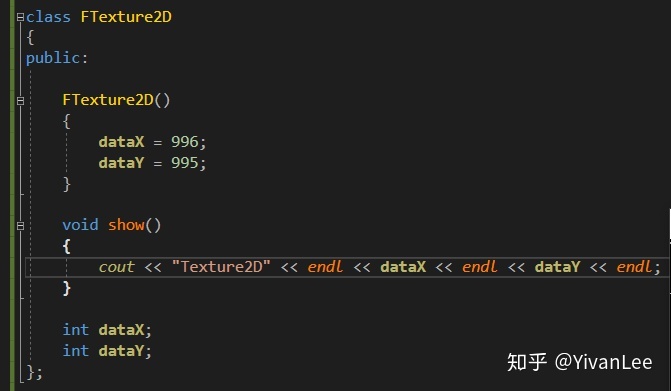 class FTexture2D
{
public:
FTexture2D()
{
dataX = 996;
dataY = 995;
}
void show()
{
cout << "Texture2D" << endl << dataX << endl << dataY << endl;
}
int dataX;
int dataY;
};
知乎 @YivanLee